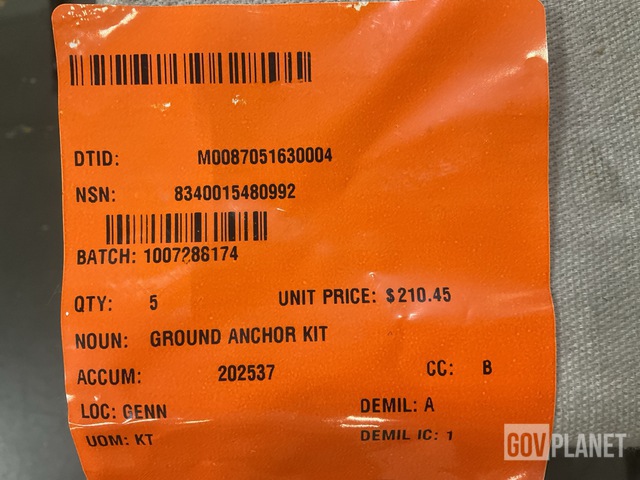 DTID: M0087051630004
NSN: 8340015480992
BATCH: 1007286174
QTY: 5 UNIT PRICE: $210.45
NOUN: GROUND ANCHOR KIT
ACCUM: 202537 CC: B
LOC: GENN DEMIL: A
UOM: KT DEMIL IC: 1
GOVPLANET